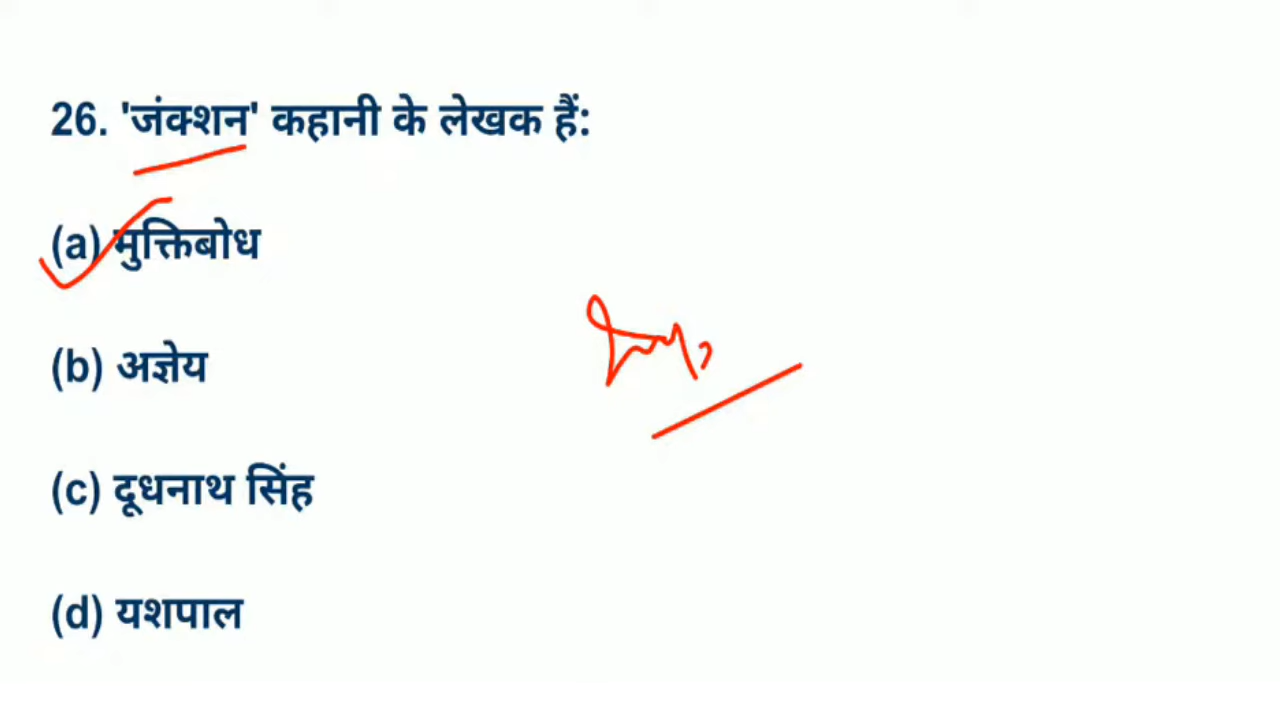 26. 'जंक्शन' कहानी के लेखक हैं:
(a) मुक्तिबोध
(b) अज्ञेय
(c) दूधनाथ सिंह
(d) यशपाल